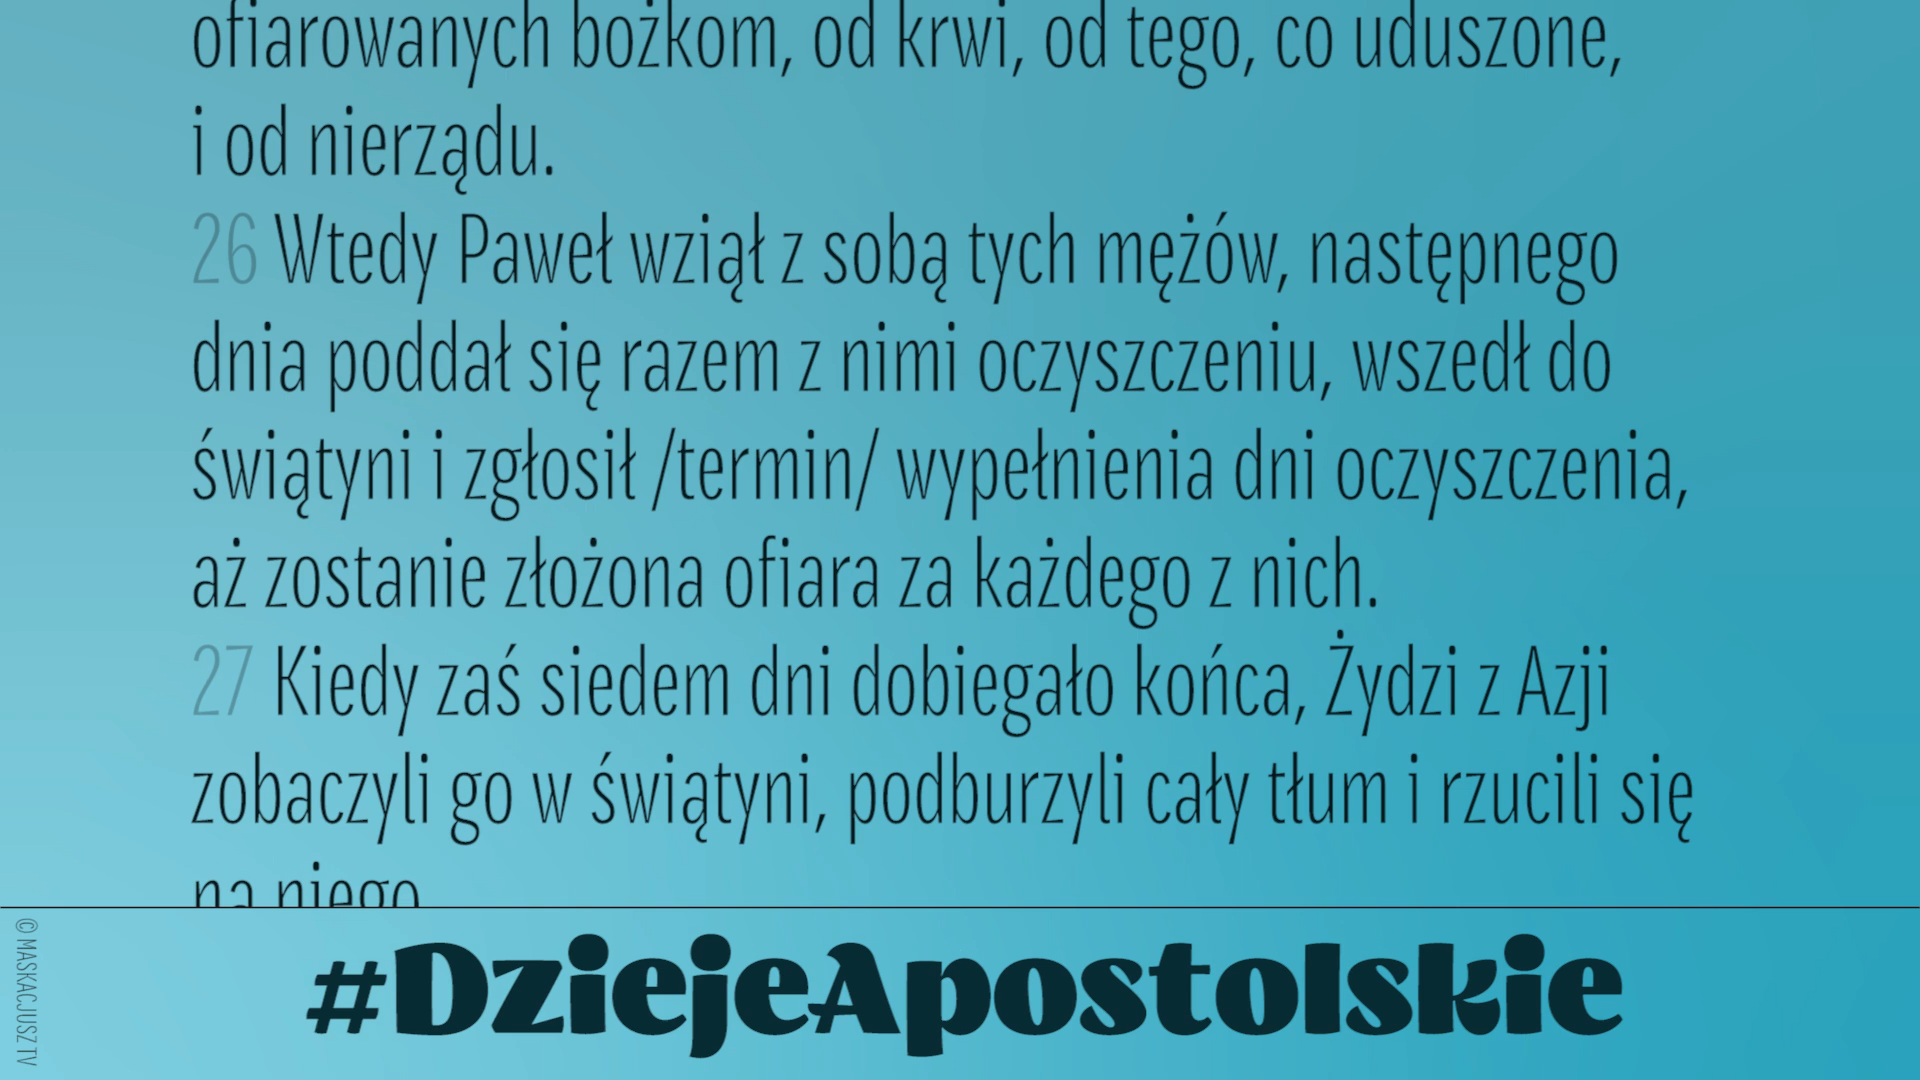 ofiarowanych bożkom, od krwi, od tego, co uduszone,
i od nierządu.
26 Wtedy Paweł wziął z sobą tych mężów, następnego
dnia poddał się razem z nimi oczyszczeniu, wszedł do
świątyni i zgłosił /termin/ wypełnienia dni oczyszczenia,
aż zostanie złożona ofiara za każdego z nich.
27 Kiedy zaś siedem dni dobiegało końca, Żydzi z Azji
zobaczyli go w świątyni, podburzyli cały tłum i rzucili się
na niego
#DziejeApostolskie
© MASKACJUSZ TV